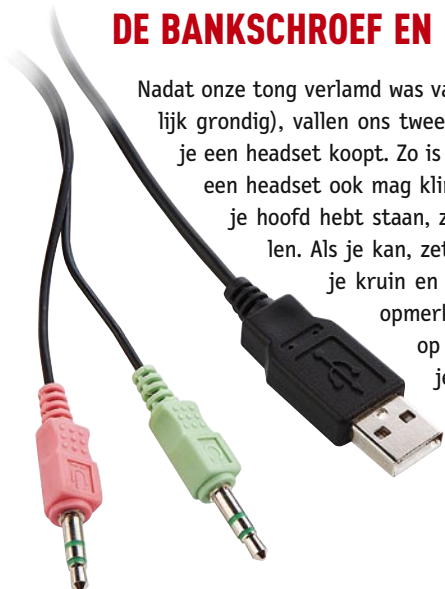 DE BANKSCHROEF EN
Nadat onze tong verlamd was va
lijk grondig), vallen ons twee
je een headset koopt. Zo is
een headset ook mag klin
je hoofd hebt staan, z
len. Als je kan, zet
je kruin en
opmerk
op
je